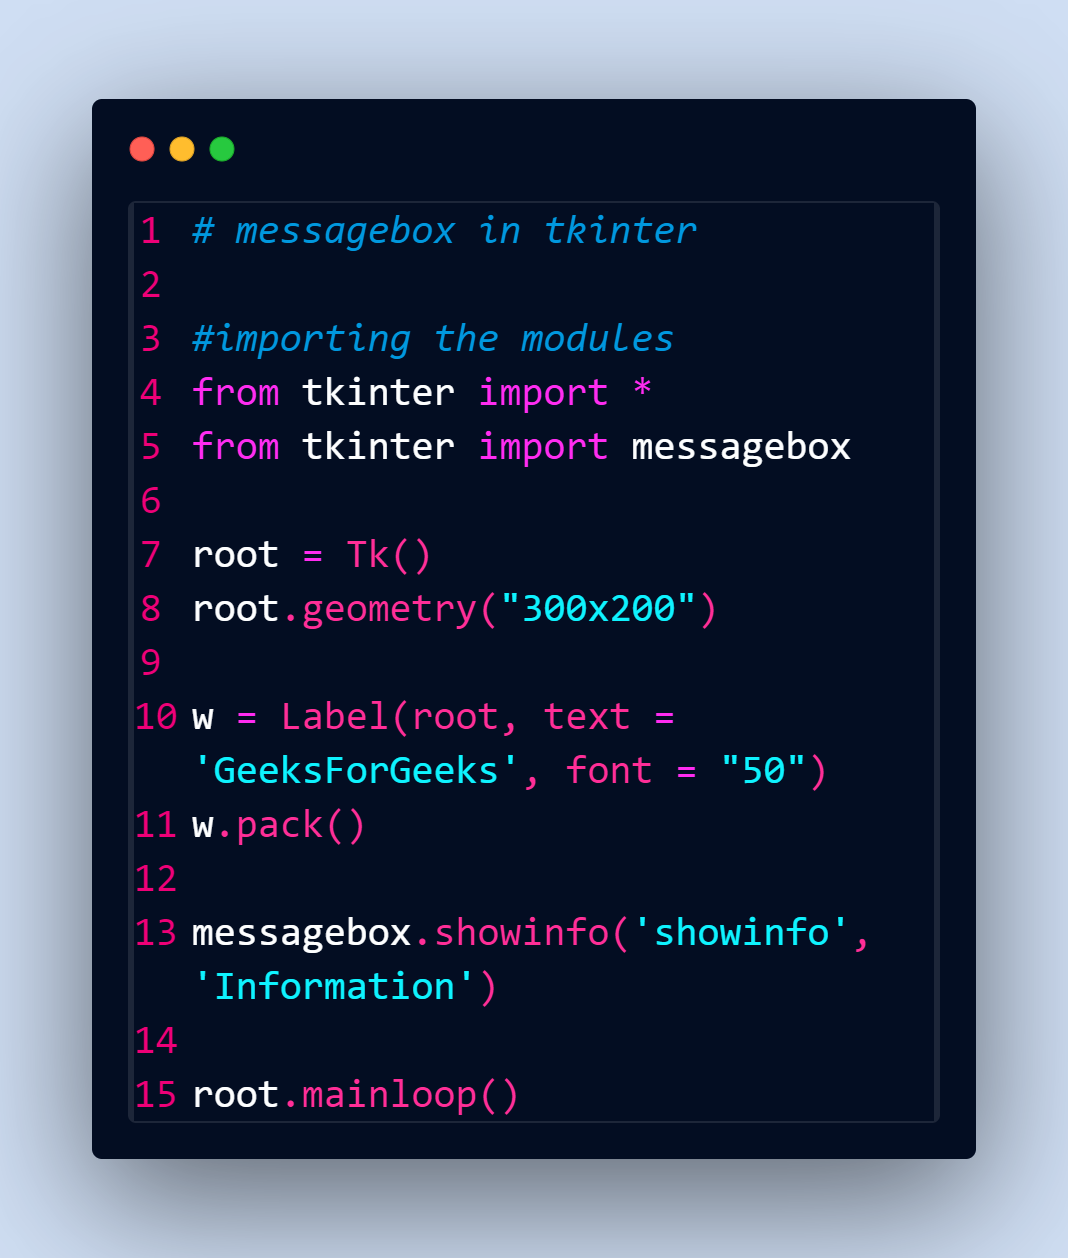 1 # messagebox in tkinter
2
3 #importing the modules
4 from tkinter import *
5 from tkinter import messagebox
6
7 root = Tk()
8 root.geometry("300x200")
9
10 w = Label(root, text =
'GeeksForGeeks', font = "50")
11 w.pack()
12
13 messagebox.showinfo('showinfo',
'Information')
14
15 root.mainloop()